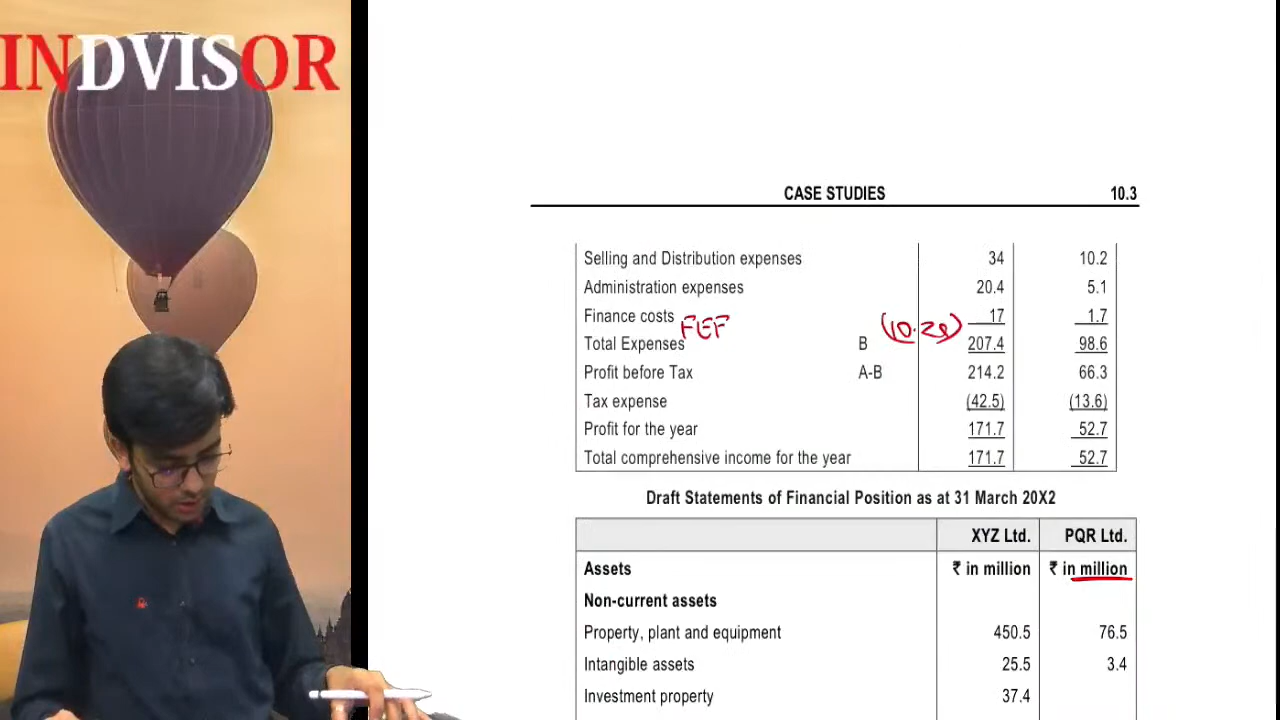 INDVISOR
CASE STUDIES 10.3
Selling and Distribution expenses 34 10.2
Administration expenses 20.4 5.1
Finance costs 17 1.7
FEF
Total Expenses B 207.4 98.6
Profit before Tax A-B 214.2 66.3
Tax expense (42.5) (13.6)
Profit for the year 171.7 52.7
Total comprehensive income for the year 171.7 52.7
Draft Statements of Financial Position as at 31 March 20X2
XYZ Ltd. PQR Ltd.
Assets ₹ in million ₹ in million
Non-current assets
Property, plant and equipment 450.5 76.5
Intangible assets 25.5 3.4
Investment property 37.4